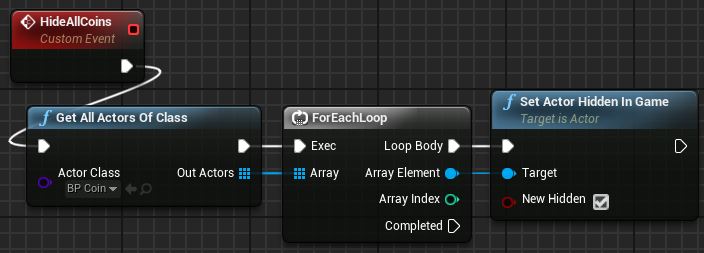 HideAllCoins
Custom Event
f Get All Actors Of Class
Actor Class
BP Coin
Out Actors
ForEachLoop
Exec
Loop Body
Array
Array Element
Array Index
Completed
f Set Actor Hidden In Game
Target is Actor
Target
New Hidden